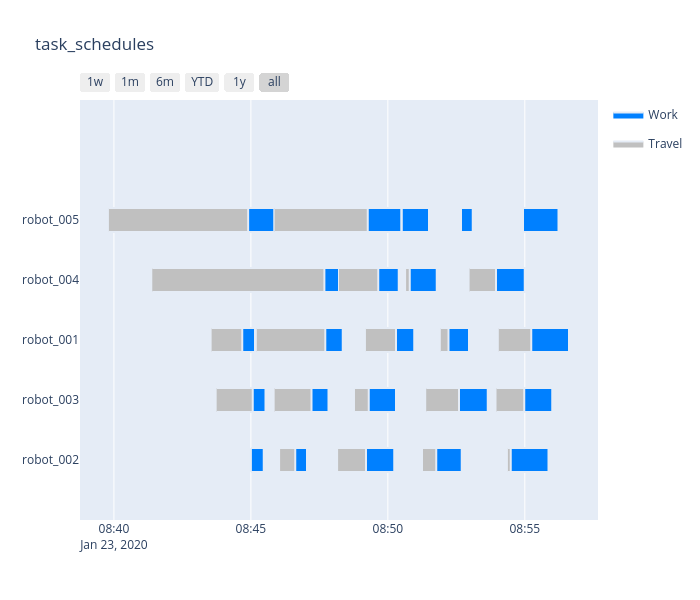 task_schedules
1w 1m 6m YTD 1y all
Work
Travel
robot_005
robot_004
robot_001
robot_003
robot_002
08:40 08:45 08:50 08:55
Jan 23, 2020